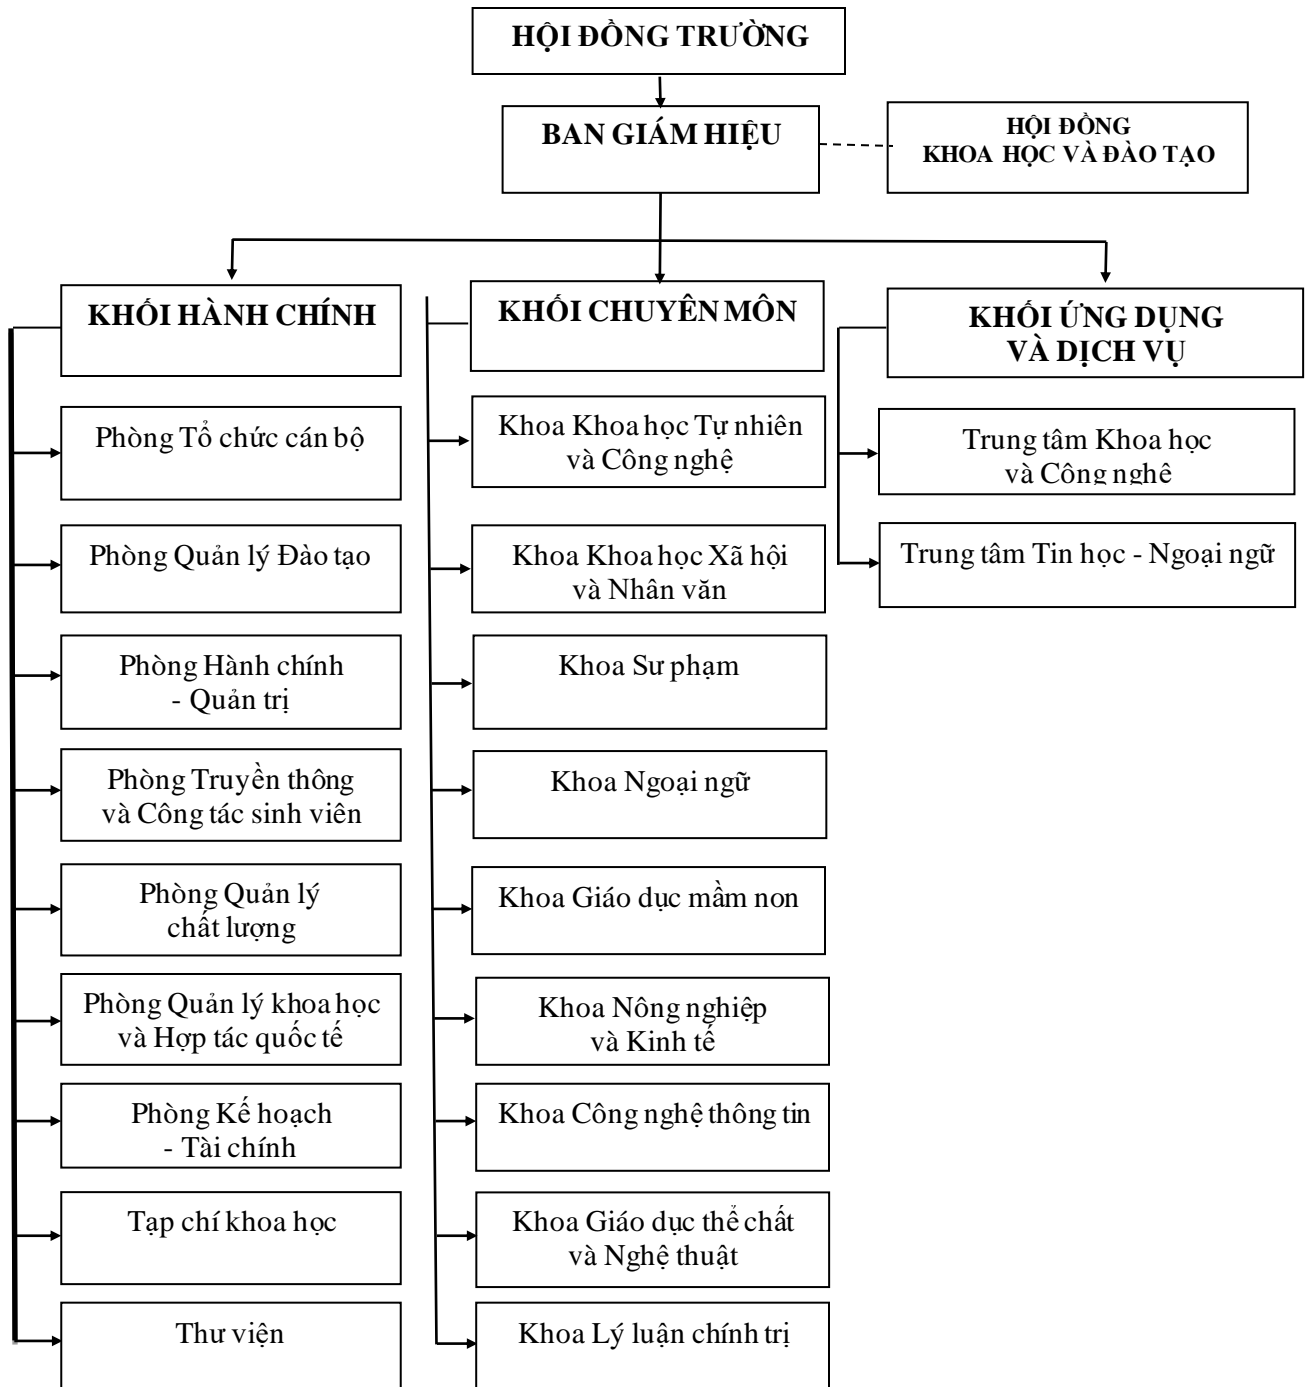 HỘI ĐỒNG TRƯỜNG
BAN GIÁM HIỆU
HỘI ĐỒNG
KHOA HỌC VÀ ĐÀO TẠO
KHỐI HÀNH CHÍNH
Phòng Tổ chức cán bộ
Phòng Quản lý Đào tạo
Phòng Hành chính
- Quản trị
Phòng Truyền thông
và Công tác sinh viên
Phòng Quản lý
chất lượng
Phòng Quản lý khoa học
và Hợp tác quốc tế
Phòng Kế hoạch
- Tài chính
Tạp chí khoa học
Thư viện
KHỐI CHUYÊN MÔN
Khoa Khoa học Tự nhiên
và Công nghệ
Khoa Khoa học Xã hội
và Nhân văn
Khoa Sư phạm
Khoa Ngoại ngữ
Khoa Giáo dục mầm non
Khoa Nông nghiệp
và Kinh tế
Khoa Công nghệ thông tin
Khoa Giáo dục thể chất
và Nghệ thuật
Khoa Lý luận chính trị
KHỐI ỨNG DỤNG
VÀ DỊCH VỤ
Trung tâm Khoa học
và Công nghệ
Trung tâm Tin học - Ngoại ngữ